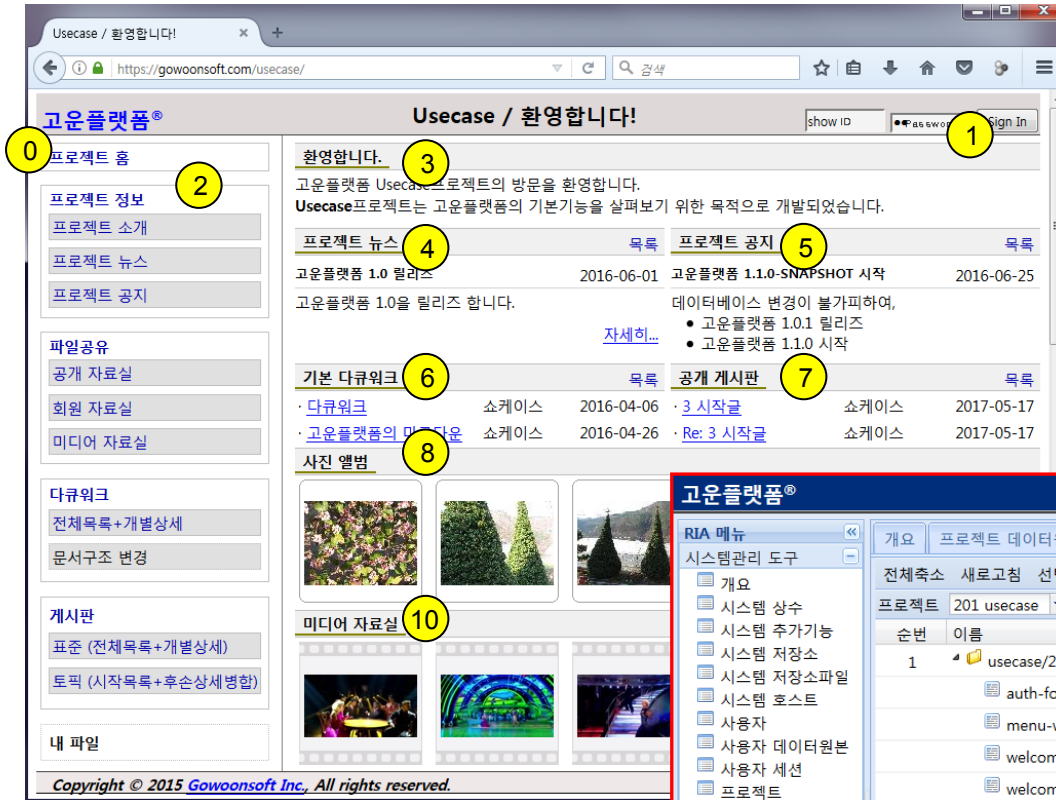 Usecase / 환영합니다! × +
https://gowoonsoft.com/usecase/ 검색
고운플랫폼® Usecase / 환영합니다! show ID Sign In
0 1
프로젝트 홈
2
프로젝트 정보
프로젝트 소개
프로젝트 뉴스
프로젝트 공지
파일공유
공개 자료실
회원 자료실
미디어 자료실
다큐워크
전체목록+개별상세
문서구조 변경
게시판
표준 (전체목록+개별상세)
토픽 (시작목록+후손상세병합)
내 파일
환영합니다. 3
고운플랫폼 Usecase프로젝트의 방문을 환영합니다.
Usecase프로젝트는 고운플랫폼의 기본기능을 살펴보기 위한 목적으로 개발되었습니다.
프로젝트 뉴스 4 목록
고운플랫폼 1.0 릴리즈 2016-06-01
고운플랫폼 1.0을 릴리즈 합니다.
자세히...
프로젝트 공지 5 목록
고운플랫폼 1.1.0-SNAPSHOT 시작 2016-06-25
데이터베이스 변경이 불가피하여,
• 고운플랫폼 1.0.1 릴리즈
• 고운플랫폼 1.1.0 시작
기본 다큐워크 6 목록
· 다큐워크 쇼케이스 2016-04-06
· 고운플랫폼의 쇼케이스 2016-04-26
공개 게시판 7 목록
· 3 시작글 쇼케이스 2017-05-17
· Re: 3 시작글 쇼케이스 2017-05-17
사진 앨범 8
미디어 자료실 10
고운플랫폼®
RIA 메뉴
시스템관리 도구
개요
시스템 상수
시스템 추가기능
시스템 저장소
시스템 저장소파일
시스템 호스트
사용자
사용자 데이터원본
사용자 세션
프로젝트
개요 프로젝트 데이터
전체축소 새로고침
프로젝트 201 usecase
순번 이름
1 usecase/2
auth-fo
menu-
welcom
welcom
Copyright © 2015 Gowoonsoft Inc., All rights reserved.